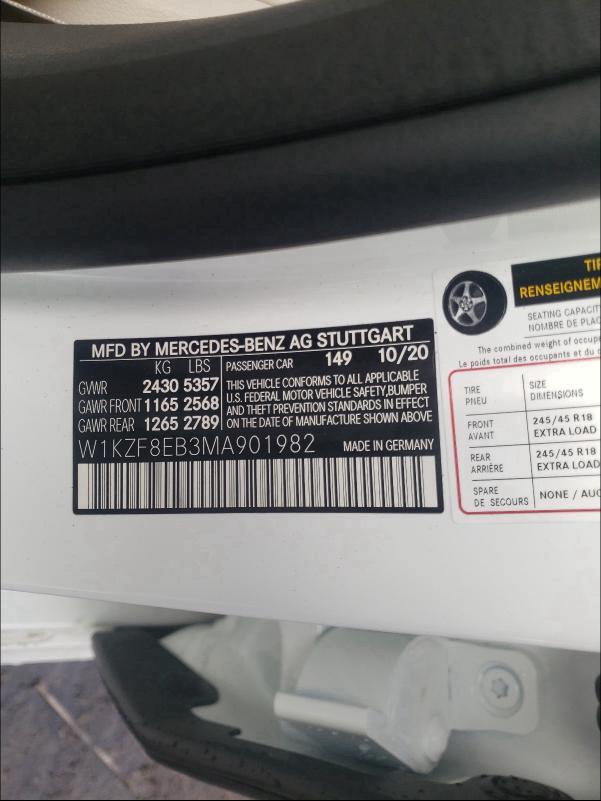 MFD BY MERCEDES-BENZ AG STUTTGART
KG LBS
PASSENGER CAR 149 10/20
GVWR 2430 5357
GAWR FRONT 1165 2568
GAWR REAR 1265 2789
THIS VEHICLE CONFORMS TO ALL APPLICABLE
U.S. FEDERAL MOTOR VEHICLE SAFETY,BUMPER
AND THEFT PREVENTION STANDARDS IN EFFECT
ON THE DATE OF MANUFACTURE SHOWN ABOVE
W1KZF8EB3MA901982 MADE IN GERMANY
SEATING CAPACIT
NOMBRE DE PLAC
The combined weight of occup
Le poids total des occupants et du c
TIRE SIZE
PNEU DIMENSIONS
FRONT 245/45 R18
AVANT EXTRA LOAD
REAR 245/45 R18
ARRIÈRE EXTRA LOAD
SPARE NONE / AUC
DE SECOURS
TIR
RENSEIGNEM